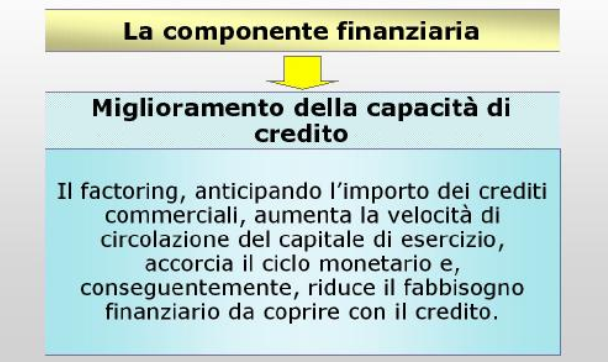 La componente finanziaria
Miglioramento della capacità di
credito
Il factoring, anticipando l'importo dei crediti
commerciali, aumenta la velocità di
circolazione del capitale di esercizio,
accorcia il ciclo monetario e,
conseguentemente, riduce il fabbisogno
finanziario da coprire con il credito.